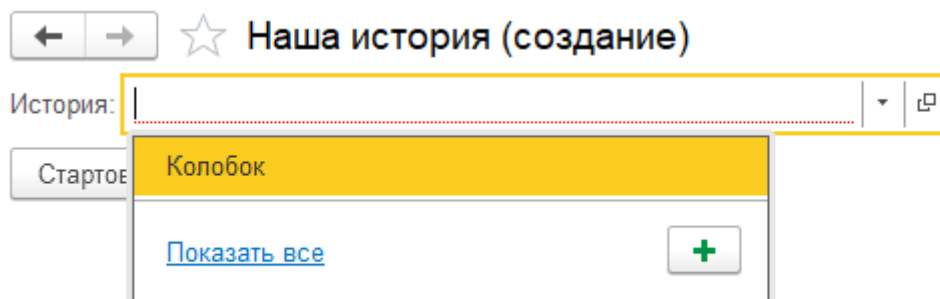 Наша история (создание)
История:
Стартов
Колобок
Показать все